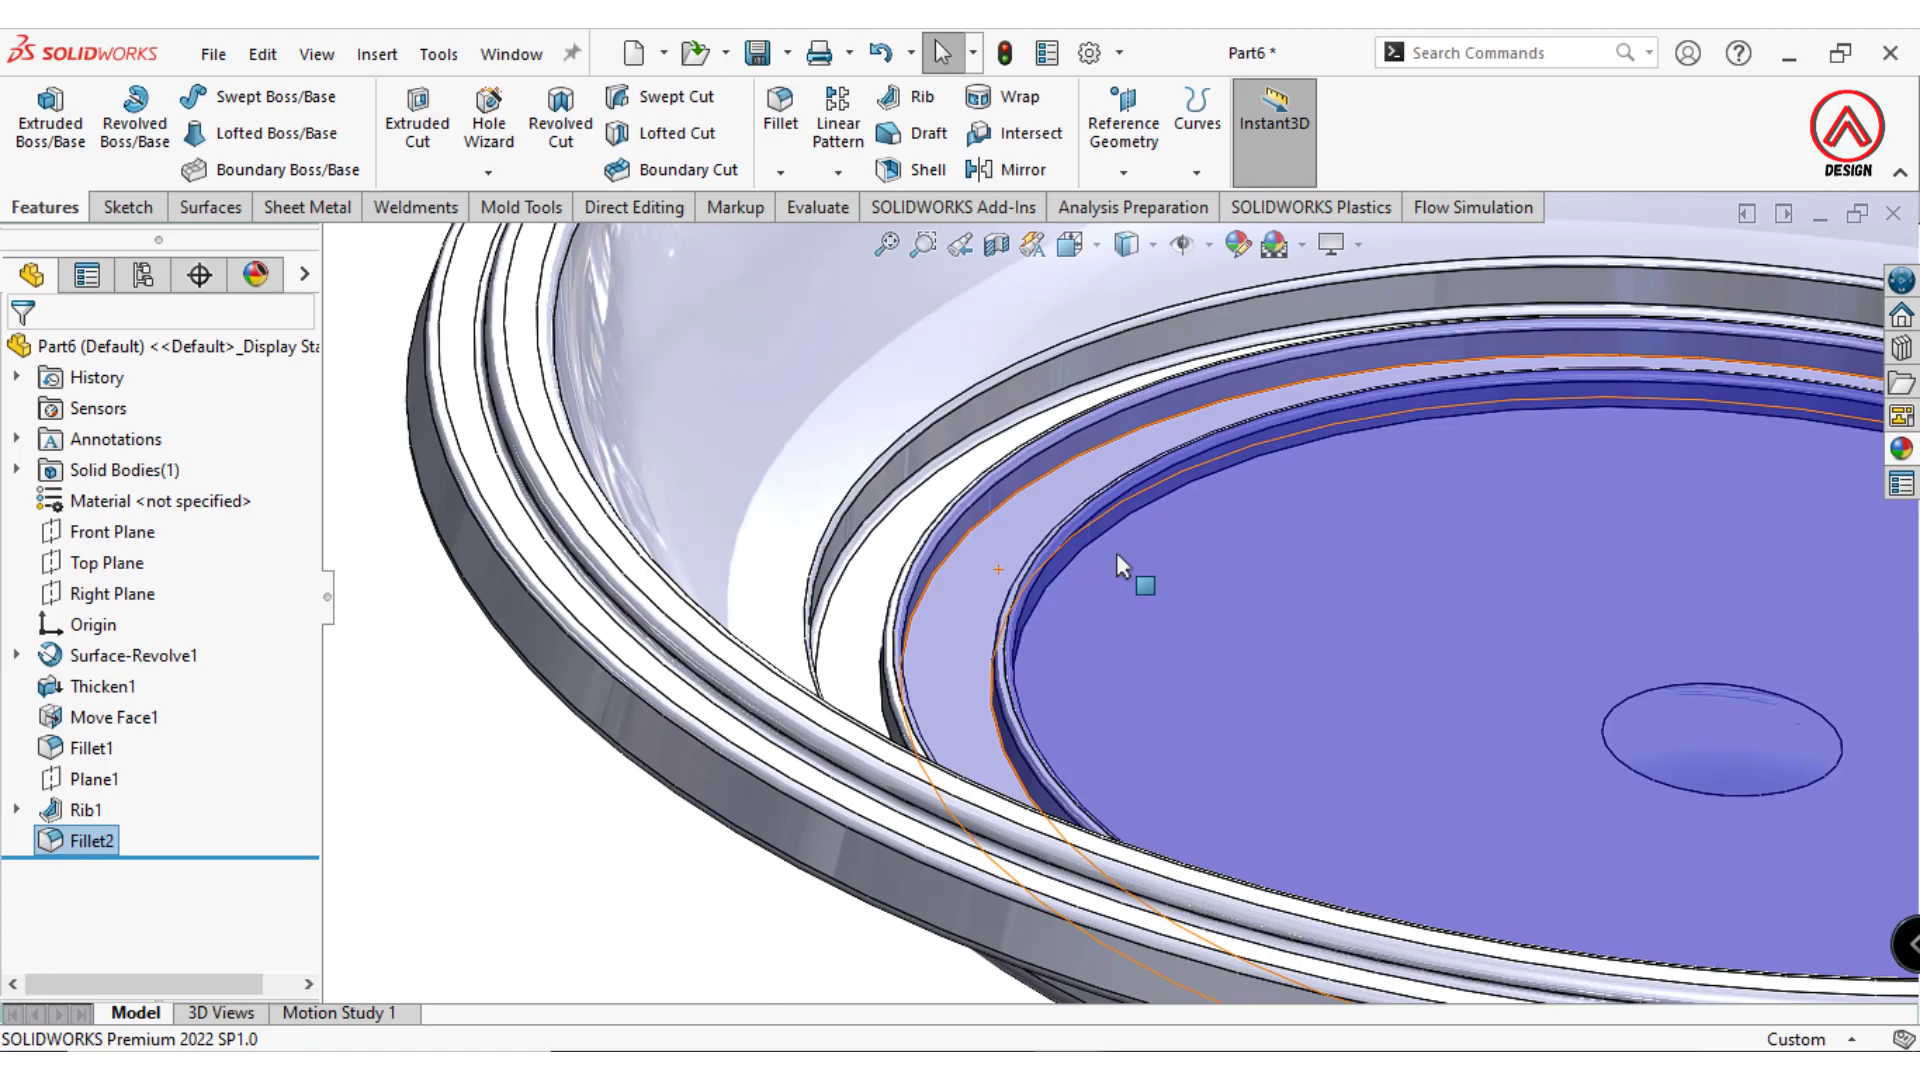 SOLIDWORKS File Edit View Insert Tools Window Part6 * Search Commands
Extruded Boss/Base
Revolved Boss/Base
Swept Boss/Base
Lofted Boss/Base
Boundary Boss/Base
Extruded Cut
Hole Wizard
Revolved Cut
Swept Cut
Lofted Cut
Boundary Cut
Fillet
Linear Pattern
Rib
Draft
Shell
Wrap
Intersect
Mirror
Reference Geometry
Curves
Instant3D
DESIGN
Features Sketch Surfaces Sheet Metal Weldments Mold Tools Direct Editing Markup Evaluate SOLIDWORKS Add-Ins Analysis Preparation SOLIDWORKS Plastics Flow Simulation
Part6 (Default) <<Default>_Display Sta
History
Sensors
Annotations
Solid Bodies(1)
Material <not specified>
Front Plane
Top Plane
Right Plane
Origin
Surface-Revolve1
Thicken1
Move Face1
Fillet1
Plane1
Rib1
Fillet2
Model 3D Views Motion Study 1
SOLIDWORKS Premium 2022 SP1.0 Custom